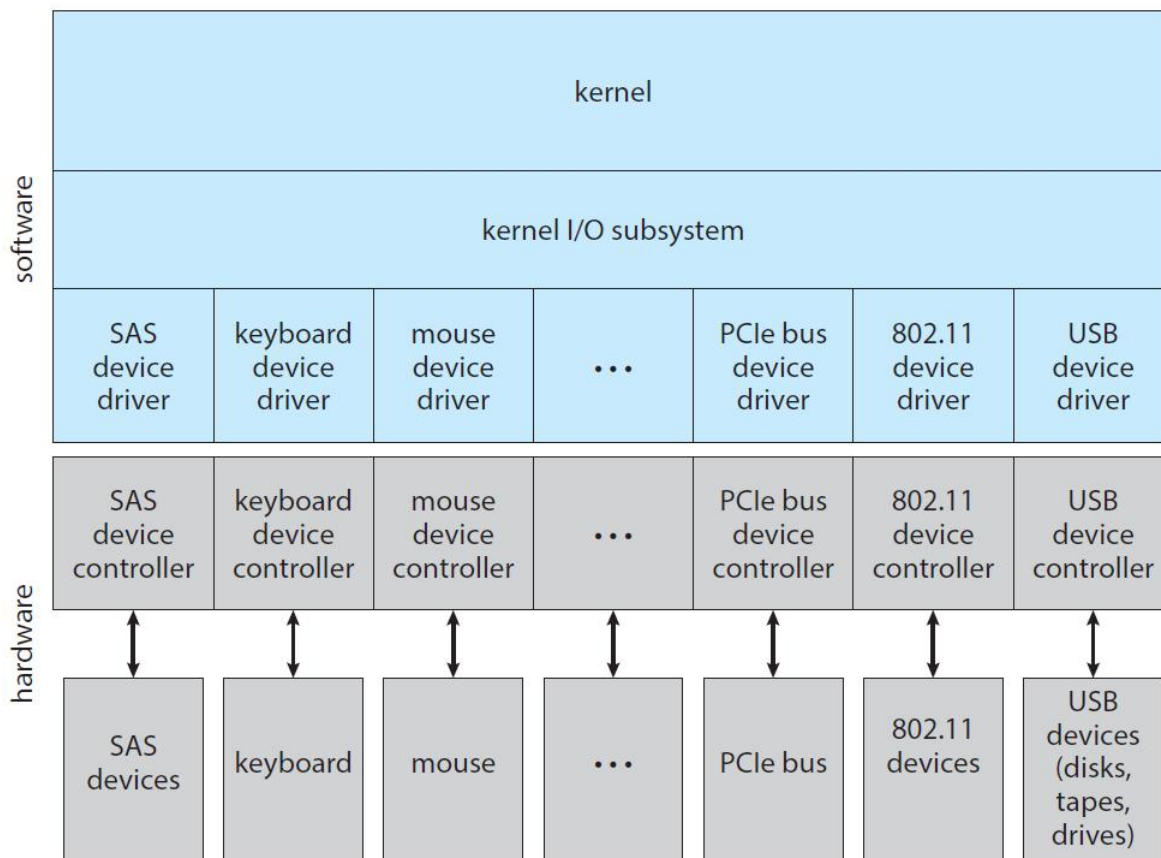 kernel
software
kernel I/O subsystem
SAS
device
driver
keyboard
device
driver
mouse
device
driver
•••
PCIe bus
device
driver
802.11
device
driver
USB
device
driver
hardware
SAS
device
controller
keyboard
device
controller
mouse
device
controller
•••
PCIe bus
device
controller
802.11
device
controller
USB
device
controller
SAS
devices
keyboard
mouse
•••
PCIe bus
802.11
devices
USB
devices
(disks,
tapes,
drives)